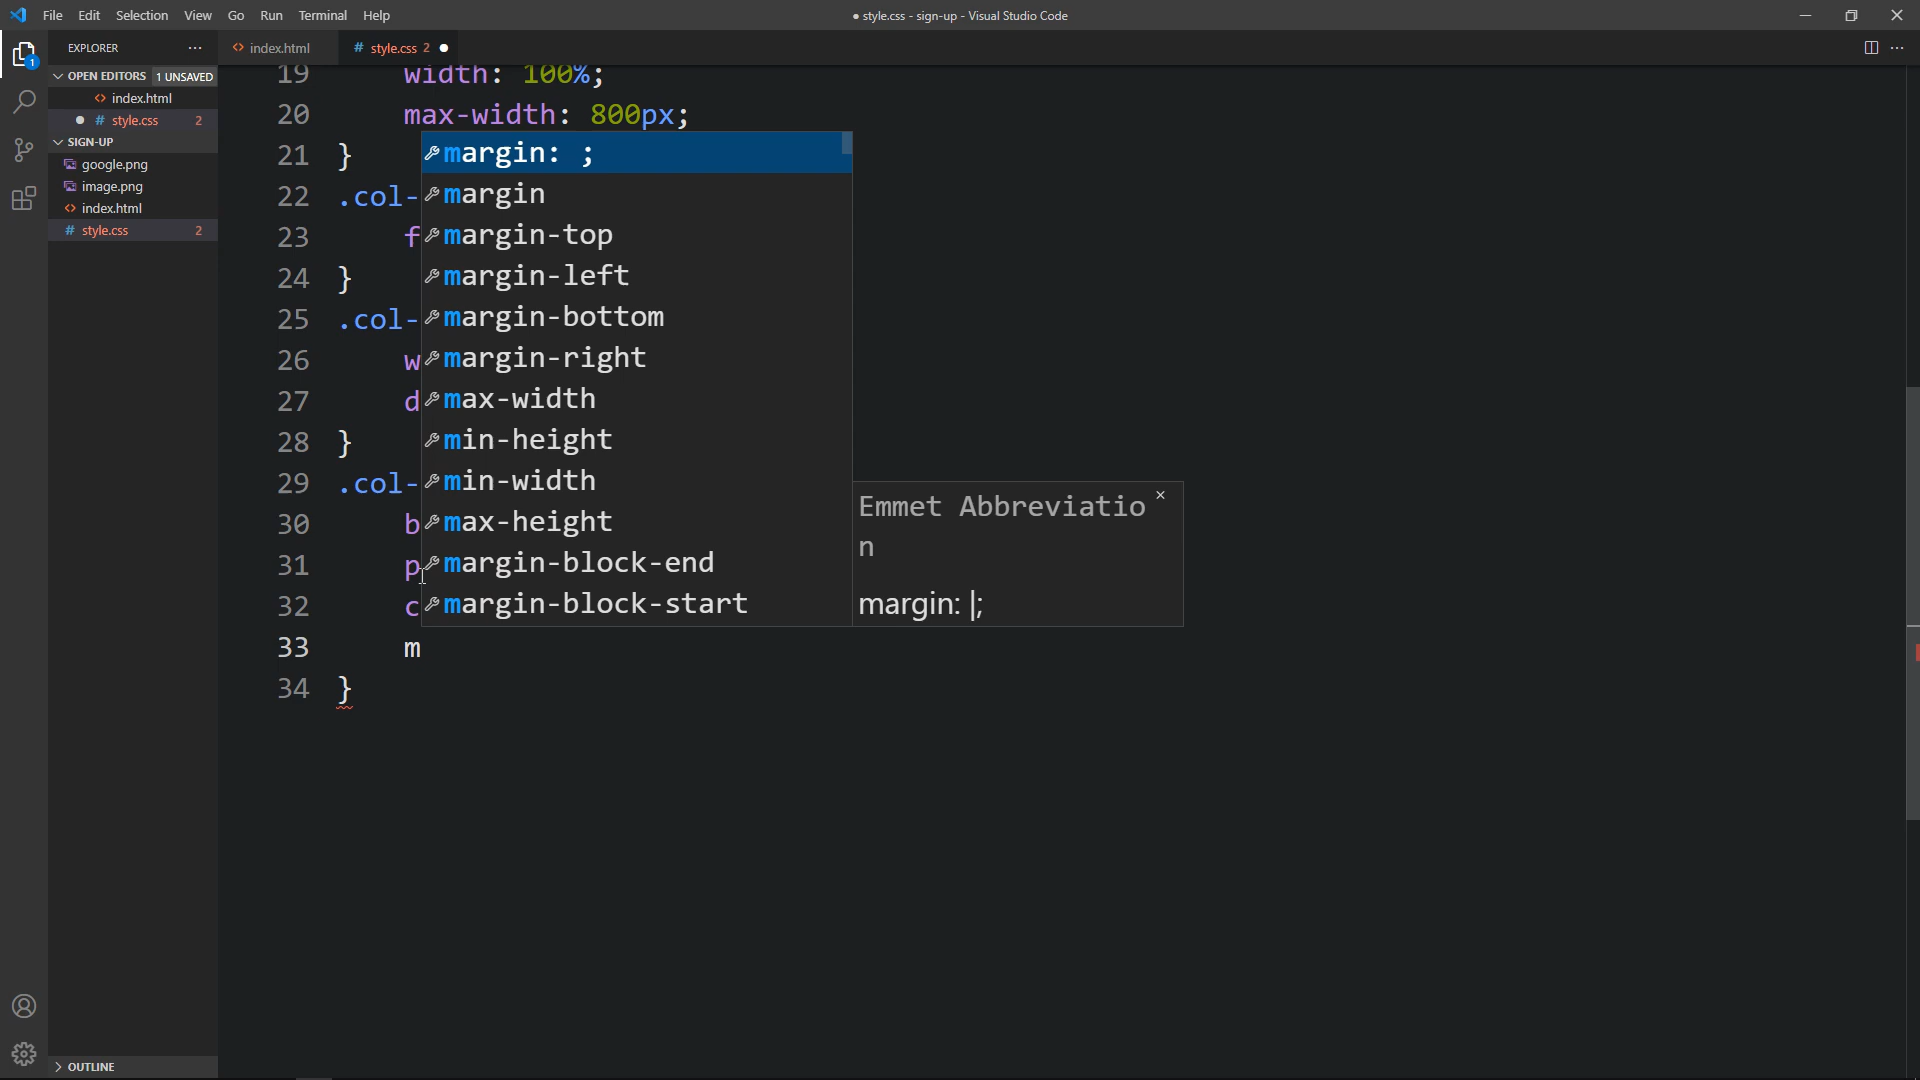 File Edit Selection View Go Run Terminal Help
● style.css - sign-up - Visual Studio Code
1
EXPLORER ···
<> index.html
# style.css 2 ●
OPEN EDITORS 1 UNSAVED
<> index.html
● # style.css 2
SIGN-UP
google.png
image.png
<> index.html
# style.css 2
OUTLINE
19 width: 100%;
20 max-width: 800px;
21 }
22 .col-
23 f
24 }
25 .col-
26 w
27 d
28 }
29 .col-
30 b
31 p
32 c
33 m
34 }
margin: ;
margin
margin-top
margin-left
margin-bottom
margin-right
max-width
min-height
min-width
max-height
margin-block-end
margin-block-start
Emmet Abbreviatio
n
margin: |;